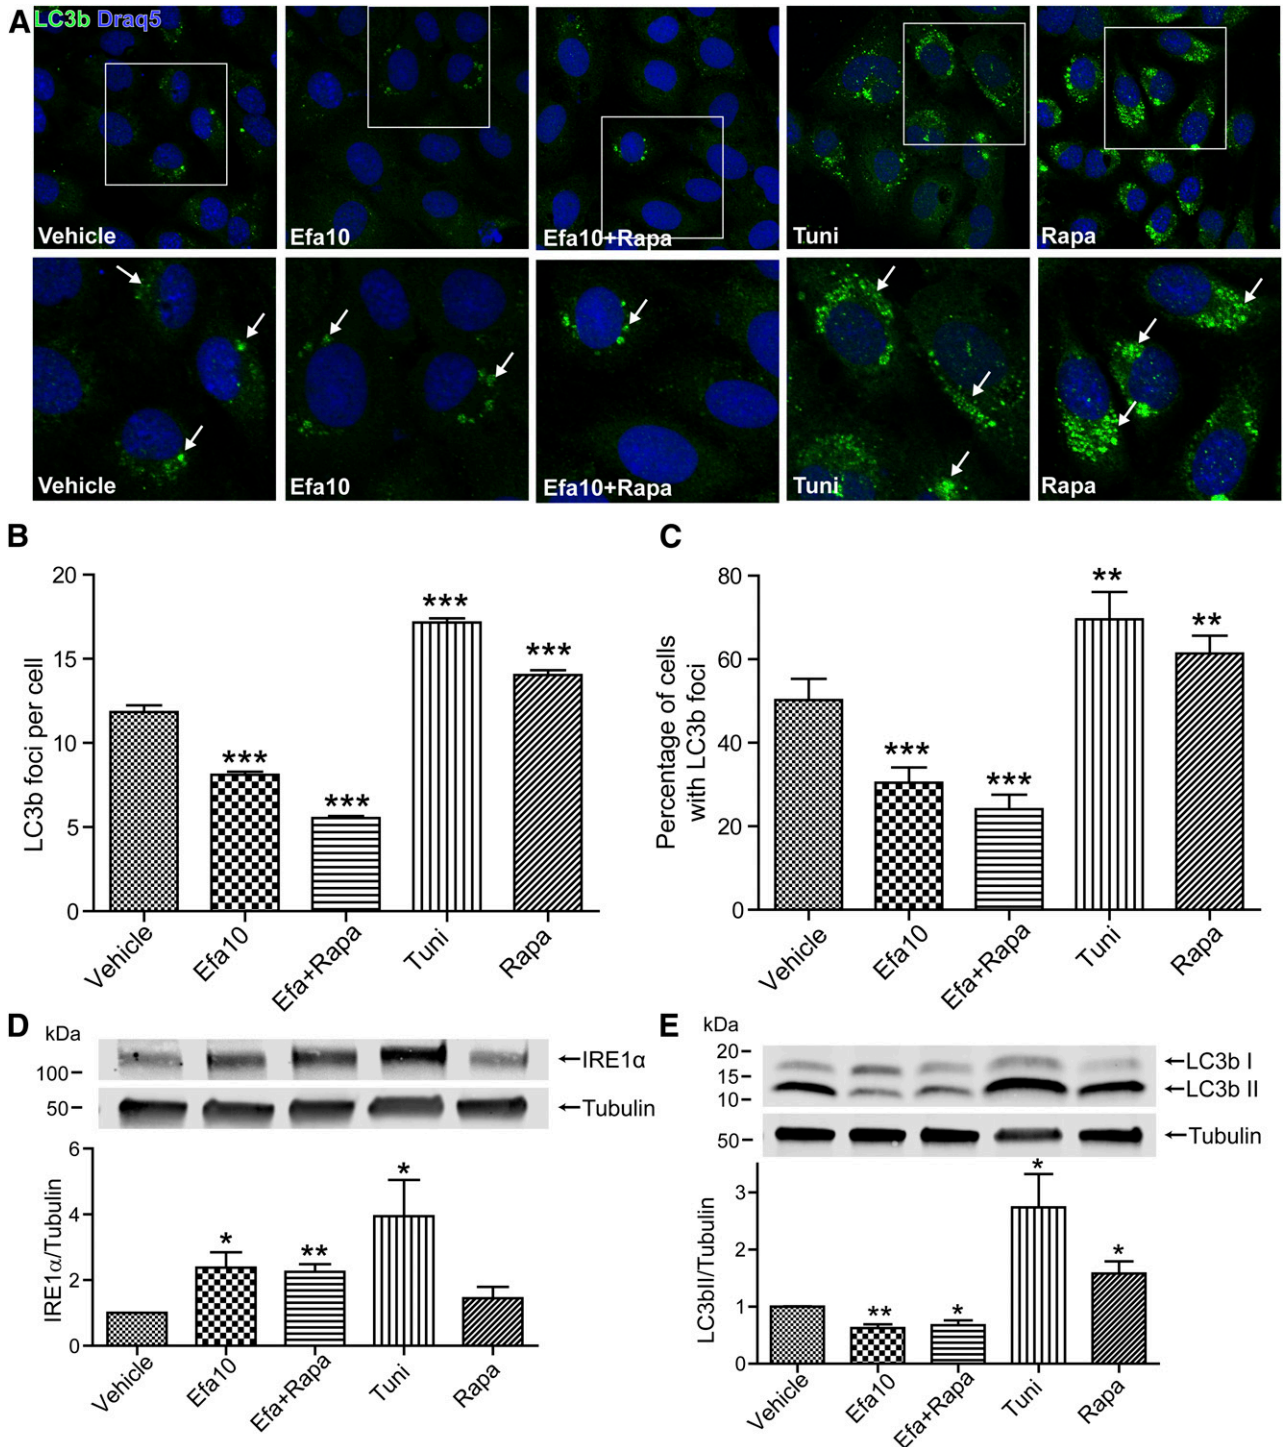 A
LC3b Draq5
Vehicle
Efa10
Efa10+Rapa
Tuni
Rapa
Vehicle
Efa10
Efa10+Rapa
Tuni
Rapa
B
LC3b foci per cell
20
15
10
5
0
***
***
***
***
Vehicle
Efa10
Efa+Rapa
Tuni
Rapa
C
Percentage of cells
with LC3b foci
80
60
40
20
0
***
***
**
**
Vehicle
Efa10
Efa+Rapa
Tuni
Rapa
D
kDa
100
50
←IRE1α
←Tubulin
IRE1α/Tubulin
6
4
2
0
*
**
*
Vehicle
Efa10
Efa+Rapa
Tuni
Rapa
E
kDa
20
15
10
50
←LC3b I
←LC3b II
←Tubulin
LC3bII/Tubulin
3
2
1
0
**
*
*
*
Vehicle
Efa10
Efa+Rapa
Tuni
Rapa